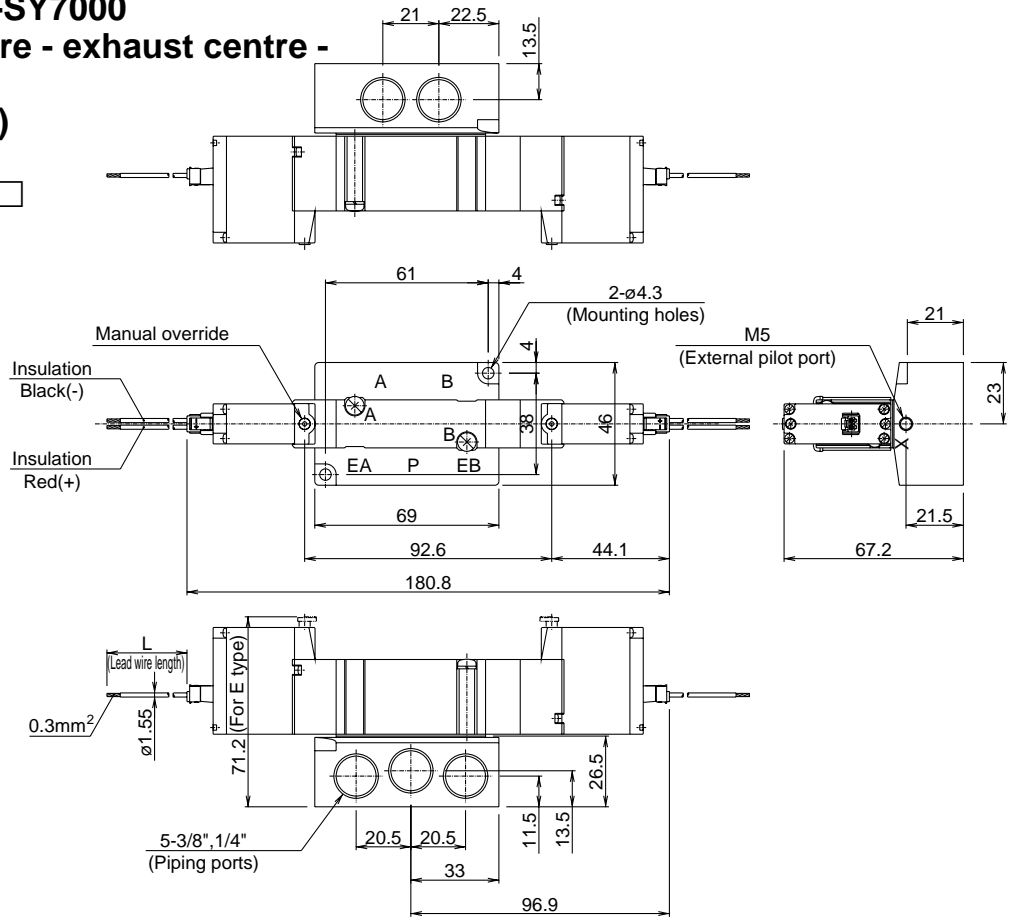 -SY7000
re - exhaust centre -
)
21
22.5
13.5
61
4
2-ø4.3
(Mounting holes)
Manual override
M5
(External pilot port)
21
Insulation
Black(-)
4
A
B
A
38
46
23
B
X
Insulation
Red(+)
EA
P
EB
69
21.5
92.6
44.1
67.2
180.8
L
(Lead wire length)
0.3mm²
ø1.55
71.2 (For E type)
26.5
11.5
13.5
5-3/8",1/4"
(Piping ports)
20.5
20.5
33
96.9